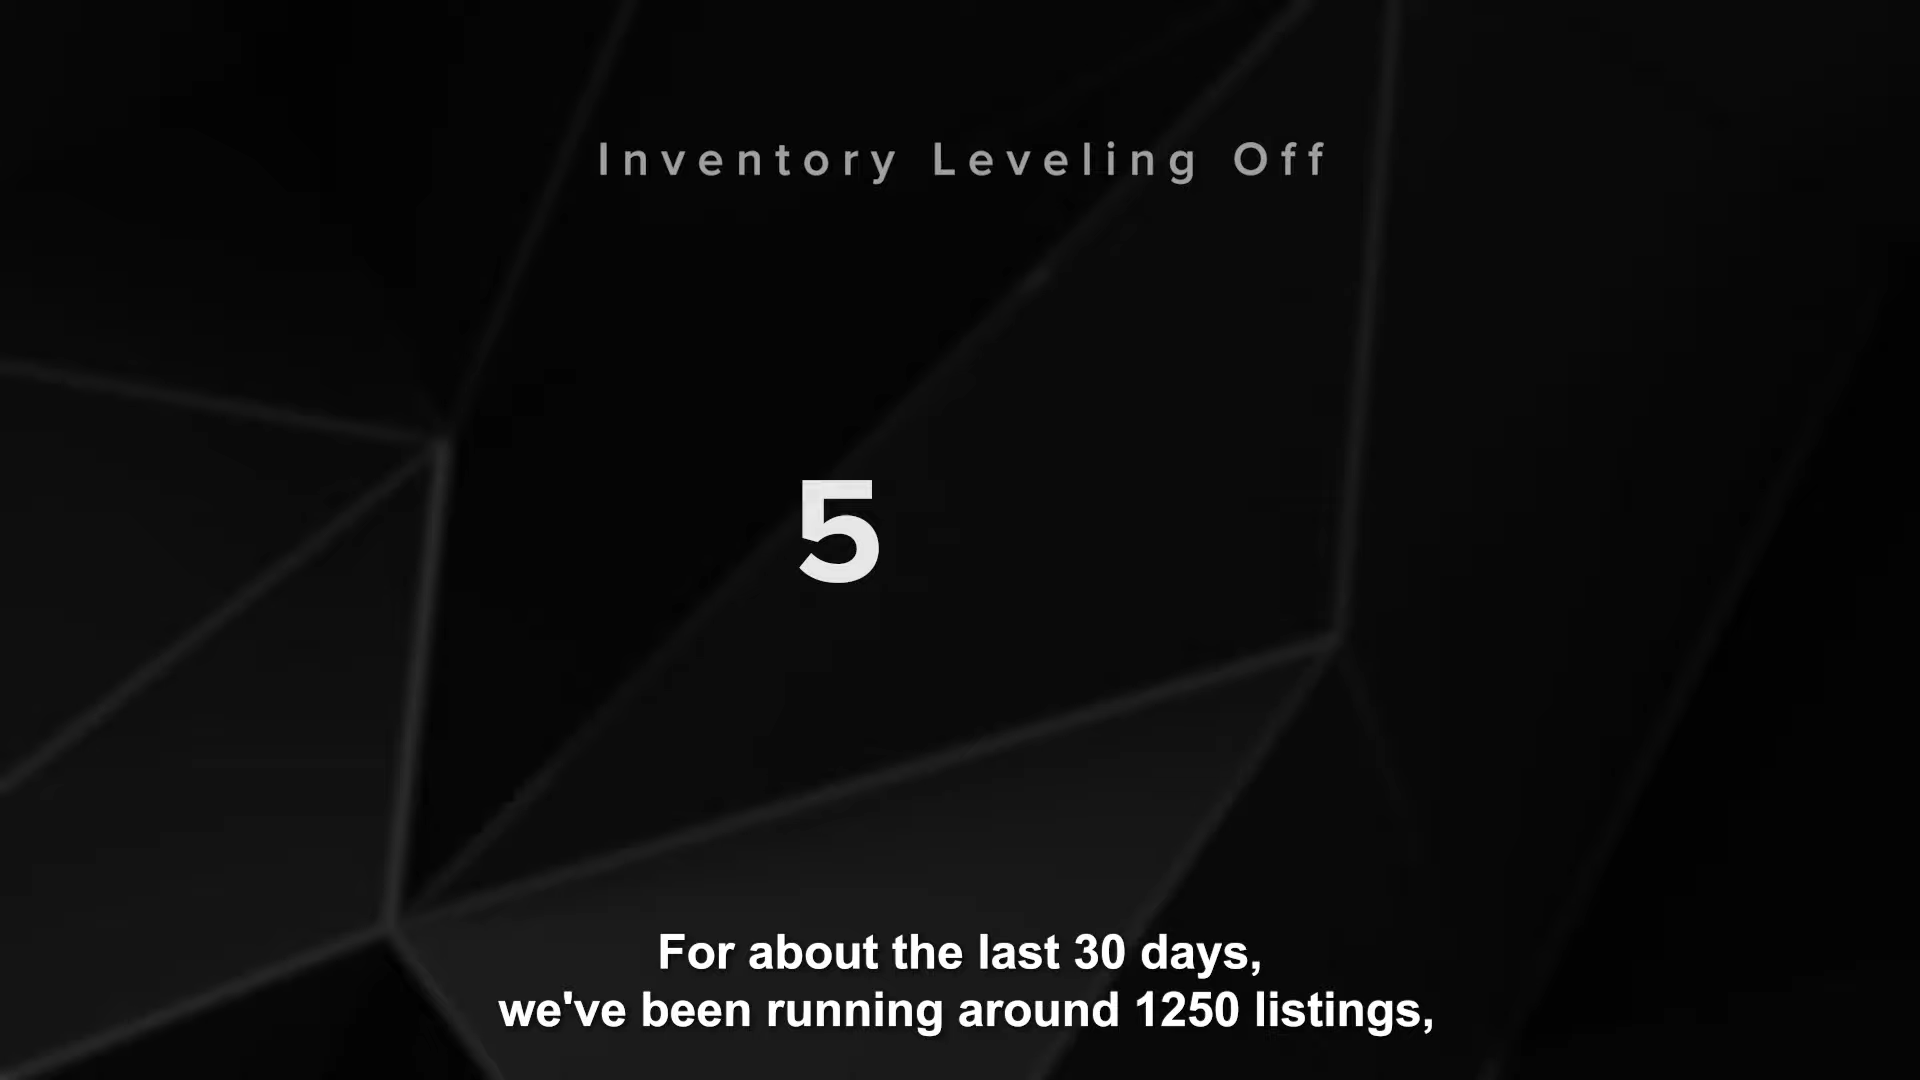 Inventory Leveling Off
5
For about the last 30 days,
we've been running around 1250 listings,